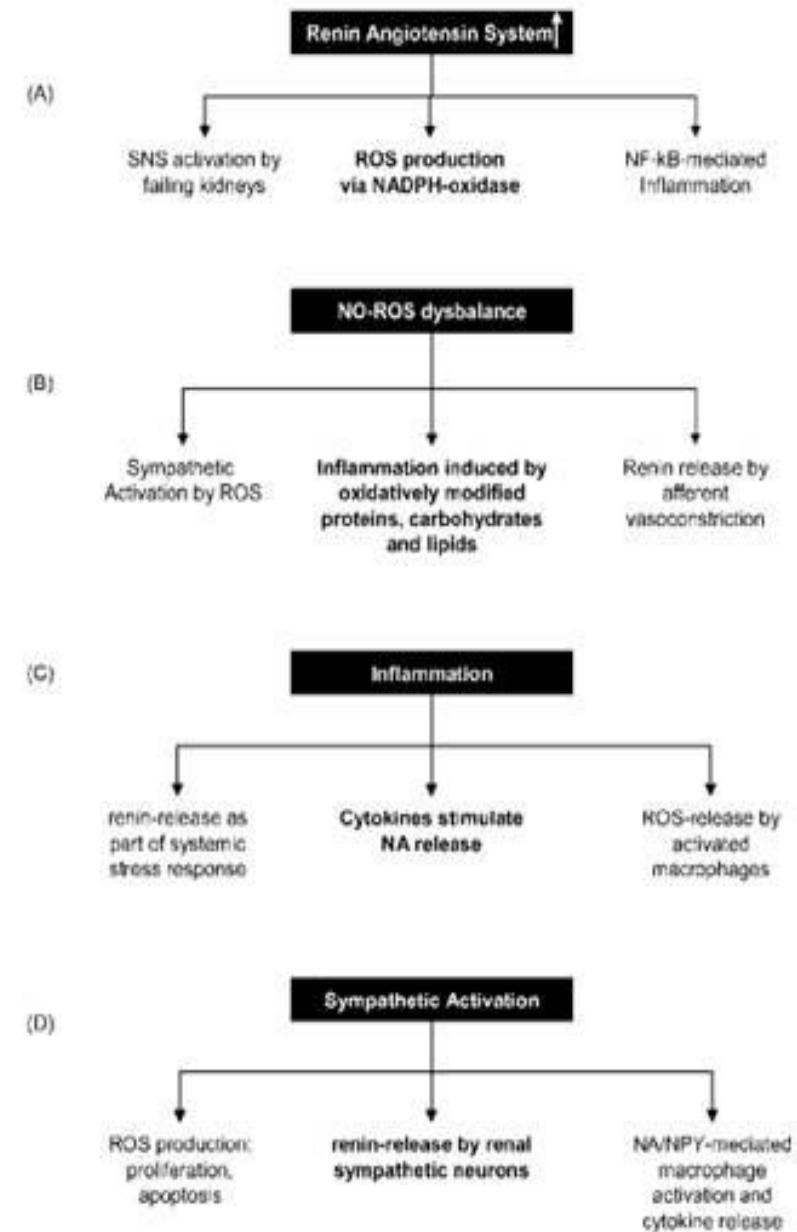 Renin Angiotensin System
(A)
SNS activation by
failing kidneys
ROS production
via NADPH-oxidase
NF-kB-mediated
Inflammation
NO-ROS dysbalance
(B)
Sympathetic
Activation by ROS
Inflammation induced by
oxidatively modified
proteins, carbohydrates
and lipids
Renin release by
afferent
vasoconstriction
(C)
Inflammation
renin-release as
part of systemic
stress response
Cytokines stimulate
NA release
ROS-release by
activated
macrophages
Sympathetic Activation
(D)
ROS production:
proliferation,
apoptosis
renin-release by renal
sympathetic neurons
NA/NPY-mediated
macrophage
activation and
cytokine release